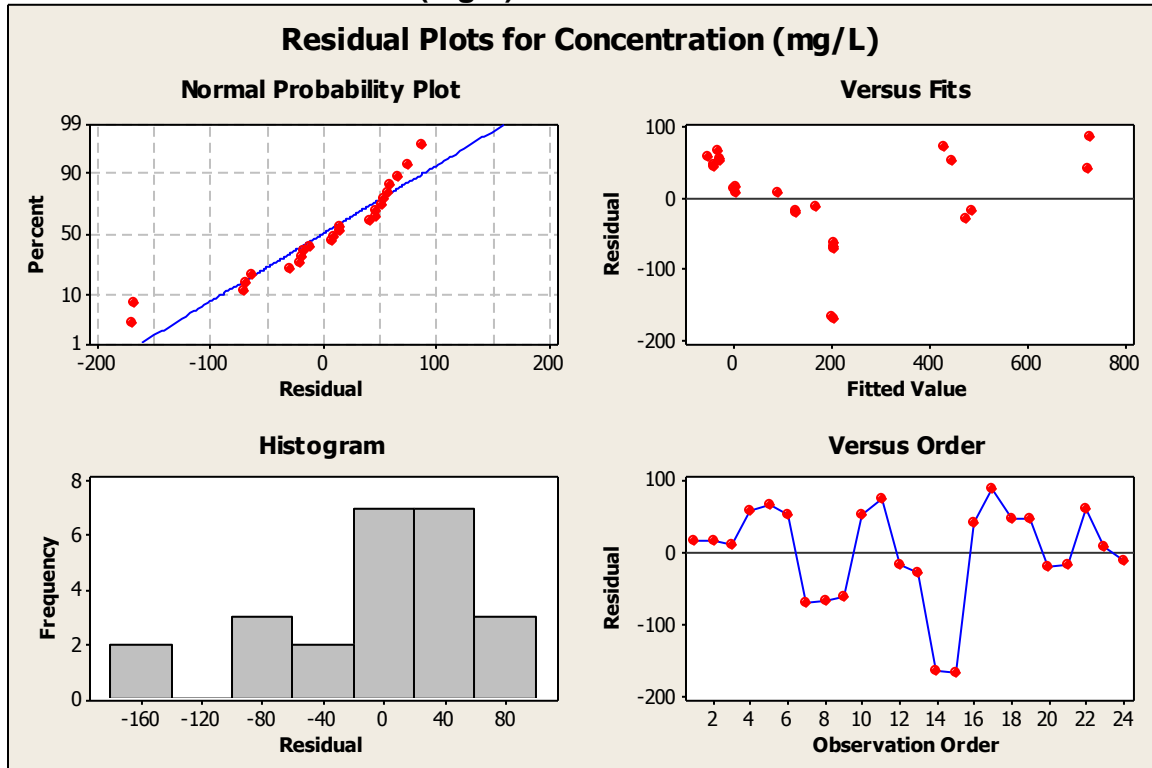 Residual Plots for Concentration (mg/L)
Normal Probability Plot
99
90
50
10
1
Percent
-200 -100 0 100 200
Residual
Versus Fits
100
0
-100
-200
Residual
0 200 400 600 800
Fitted Value
Histogram
8
6
4
2
0
Frequency
-160 -120 -80 -40 0 40 80
Residual
Versus Order
100
0
-100
-200
Residual
2 4 6 8 10 12 14 16 18 20 22 24
Observation Order